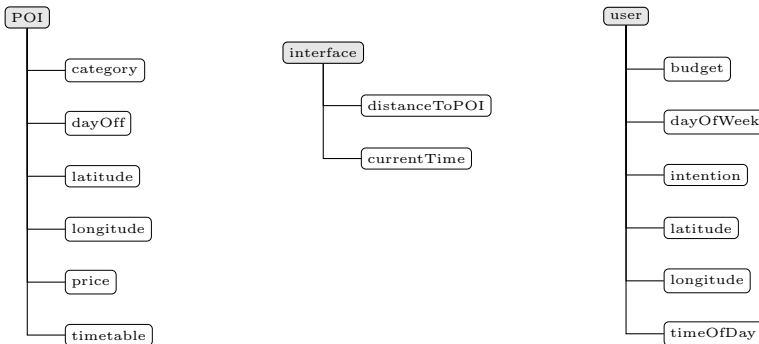 POI
category
dayOff
latitude
longitude
price
timetable
interface
distanceToPOI
currentTime
user
budget
dayOfWeek
intention
latitude
longitude
timeOfDay